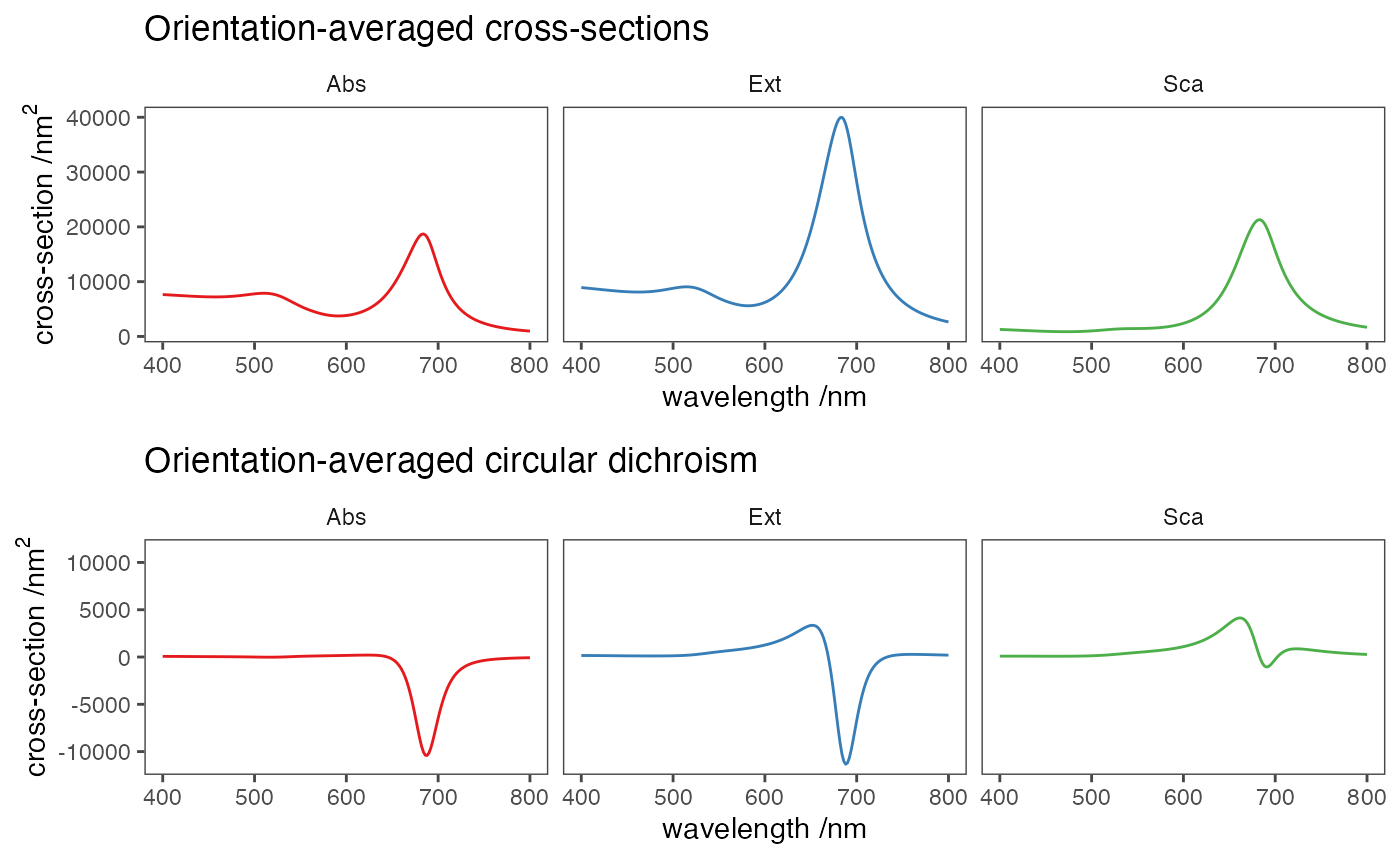 Orientation-averaged cross-sections
Abs Ext Sca
cross-section /nm²
40000
30000
20000
10000
0
400 500 600 700 800 400 500 600 700 800 400 500 600 700 800
wavelength /nm
Orientation-averaged circular dichroism
Abs Ext Sca
cross-section /nm²
10000
5000
0
-5000
-10000
400 500 600 700 800 400 500 600 700 800 400 500 600 700 800
wavelength /nm